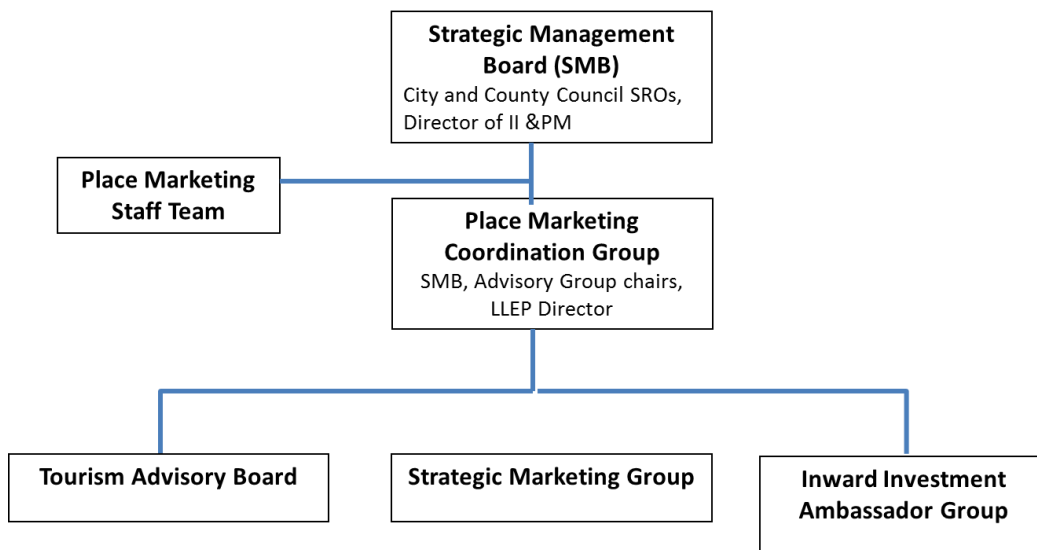 Strategic Management
Board (SMB)
City and County Council SROs,
Director of II &PM
Place Marketing
Staff Team
Place Marketing
Coordination Group
SMB, Advisory Group chairs,
LLEP Director
Tourism Advisory Board
Strategic Marketing Group
Inward Investment
Ambassador Group